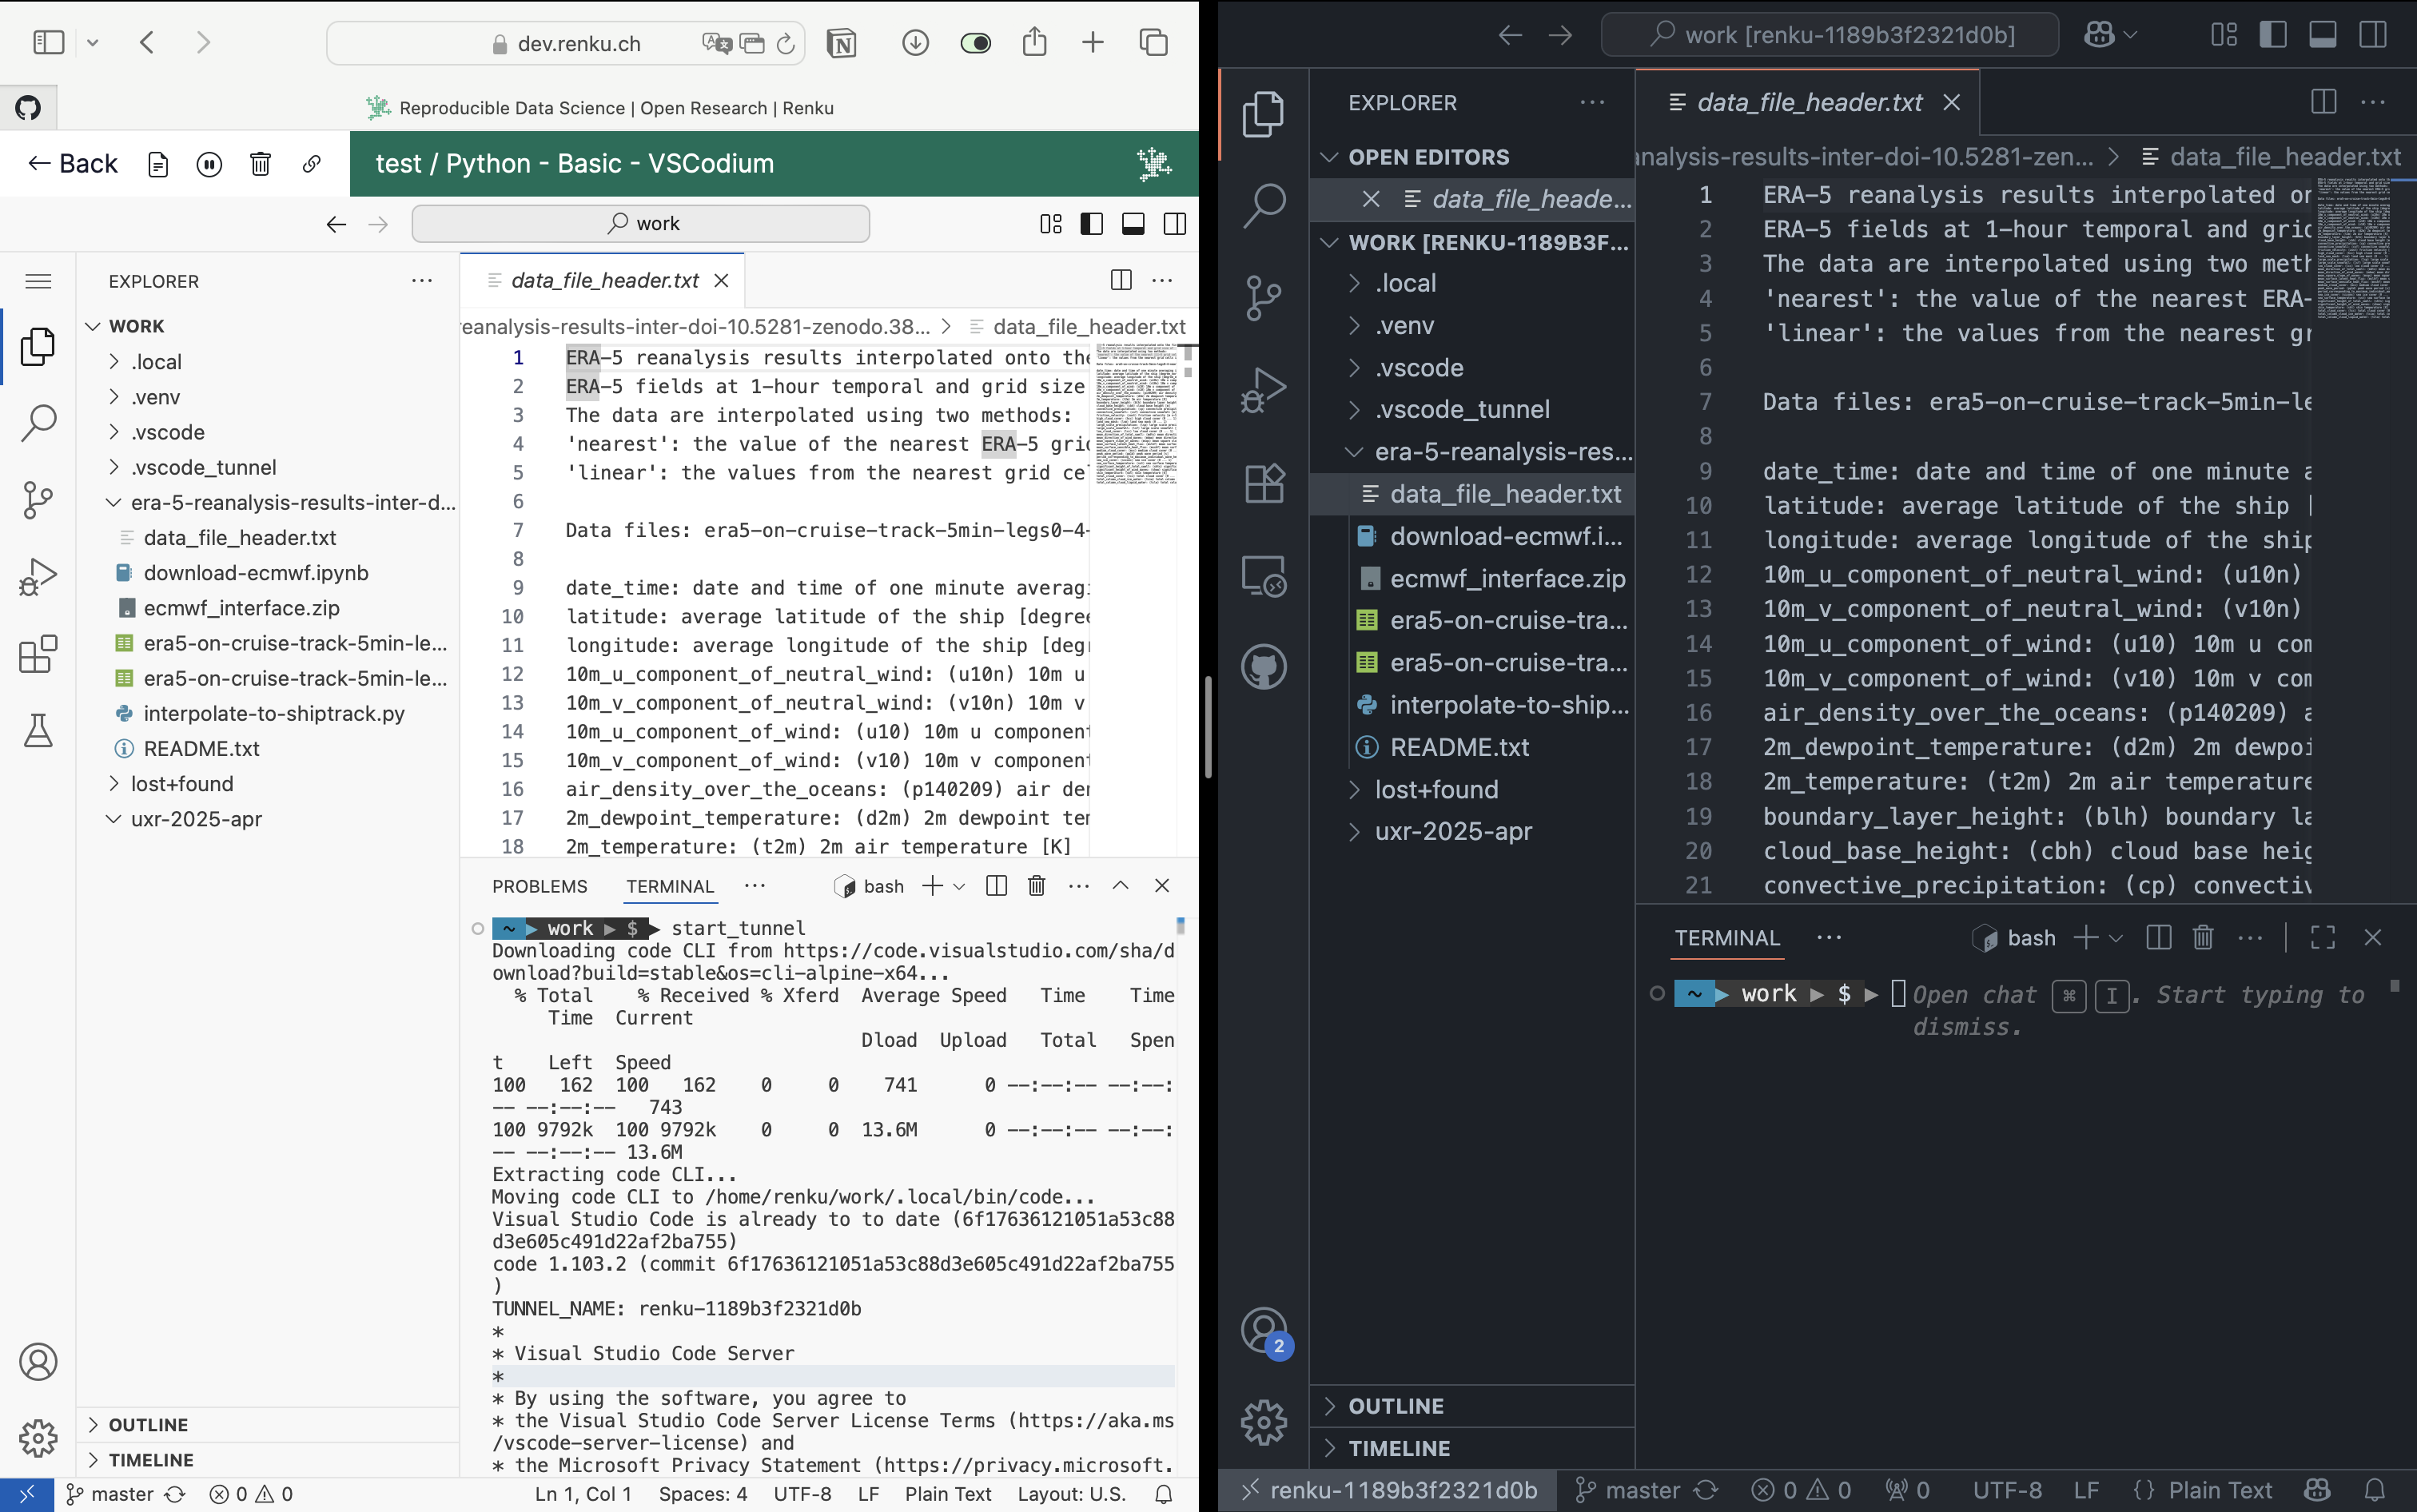 dev.renku.ch
Reproducible Data Science | Open Research | Renku
← Back
test / Python - Basic - VSCodium
work
EXPLORER
WORK
.local
.venv
.vscode
.vscode_tunnel
era-5-reanalysis-results-inter-d...
data_file_header.txt
download-ecmwf.ipynb
ecmwf_interface.zip
era5-on-cruise-track-5min-le...
era5-on-cruise-track-5min-le...
interpolate-to-shiptrack.py
README.txt
lost+found
uxr-2025-apr
OUTLINE
TIMELINE
data_file_header.txt
eanalysis-results-inter-doi-10.5281-zenodo.38... > data_file_header.txt
1 ERA-5 reanalysis results interpolated onto the
2 ERA-5 fields at 1-hour temporal and grid size
3 The data are interpolated using two methods:
4 'nearest': the value of the nearest ERA-5 grid
5 'linear': the values from the nearest grid ce
6
7 Data files: era5-on-cruise-track-5min-legs0-4-
8
9 date_time: date and time of one minute averagi
10 latitude: average latitude of the ship [degree
11 longitude: average longitude of the ship [degr
12 10m_u_component_of_neutral_wind: (u10n) 10m u
13 10m_v_component_of_neutral_wind: (v10n) 10m v
14 10m_u_component_of_wind: (u10) 10m u component
15 10m_v_component_of_wind: (v10) 10m v component
16 air_density_over_the_oceans: (p140209) air den
17 2m_dewpoint_temperature: (d2m) 2m dewpoint tem
18 2m_temperature: (t2m) 2m air temperature [K]
PROBLEMS TERMINAL ... bash
~ work $ start_tunnel
Downloading code CLI from https://code.visualstudio.com/sha/d
ownload?build=stable&os=cli-alpine-x64...
% Total % Received % Xferd Average Speed Time Time
Time Current
Dload Upload Total Spen
t Left Speed
100 162 100 162 0 0 741 0 --:--:-- --:--:
-- --:--:-- 743
100 9792k 100 9792k 0 0 13.6M 0 --:--:-- --:--:
-- --:--:-- 13.6M
Extracting code CLI...
Moving code CLI to /home/renku/work/.local/bin/code...
Visual Studio Code is already to to date (6f17636121051a53c88
d3e605c491d22af2ba755)
code 1.103.2 (commit 6f17636121051a53c88d3e605c491d22af2ba755
)
TUNNEL_NAME: renku-1189b3f2321d0b
*
* Visual Studio Code Server
*
* By using the software, you agree to
* the Visual Studio Code Server License Terms (https://aka.ms
/vscode-server-license) and
* the Microsoft Privacy Statement (https://privacy.microsoft.
master 0 0 Ln 1, Col 1 Spaces: 4 UTF-8 LF Plain Text Layout: U.S.
work [renku-1189b3f2321d0b]
EXPLORER
OPEN EDITORS
data_file_heade...
WORK [RENKU-1189B3F...
.local
.venv
.vscode
.vscode_tunnel
era-5-reanalysis-res...
data_file_header.txt
download-ecmwf.i...
ecmwf_interface.zip
era5-on-cruise-tra...
era5-on-cruise-tra...
interpolate-to-ship...
README.txt
lost+found
uxr-2025-apr
2
OUTLINE
TIMELINE
data_file_header.txt
analysis-results-inter-doi-10.5281-zen... > data_file_header.txt
1 ERA-5 reanalysis results interpolated on
2 ERA-5 fields at 1-hour temporal and grid
3 The data are interpolated using two meth
4 'nearest': the value of the nearest ERA-
5 'linear': the values from the nearest gr
6
7 Data files: era5-on-cruise-track-5min-le
8
9 date_time: date and time of one minute a
10 latitude: average latitude of the ship [
11 longitude: average longitude of the ship
12 10m_u_component_of_neutral_wind: (u10n)
13 10m_v_component_of_neutral_wind: (v10n)
14 10m_u_component_of_wind: (u10) 10m u com
15 10m_v_component_of_wind: (v10) 10m v com
16 air_density_over_the_oceans: (p140209) a
17 2m_dewpoint_temperature: (d2m) 2m dewpoi
18 2m_temperature: (t2m) 2m air temperature
19 boundary_layer_height: (blh) boundary la
20 cloud_base_height: (cbh) cloud base heig
21 convective_precipitation: (cp) convectiv
TERMINAL ... bash
~ work $ Open chat ⌘ I. Start typing to
dismiss.
renku-1189b3f2321d0b master 0 0 0 UTF-8 LF {} Plain Text